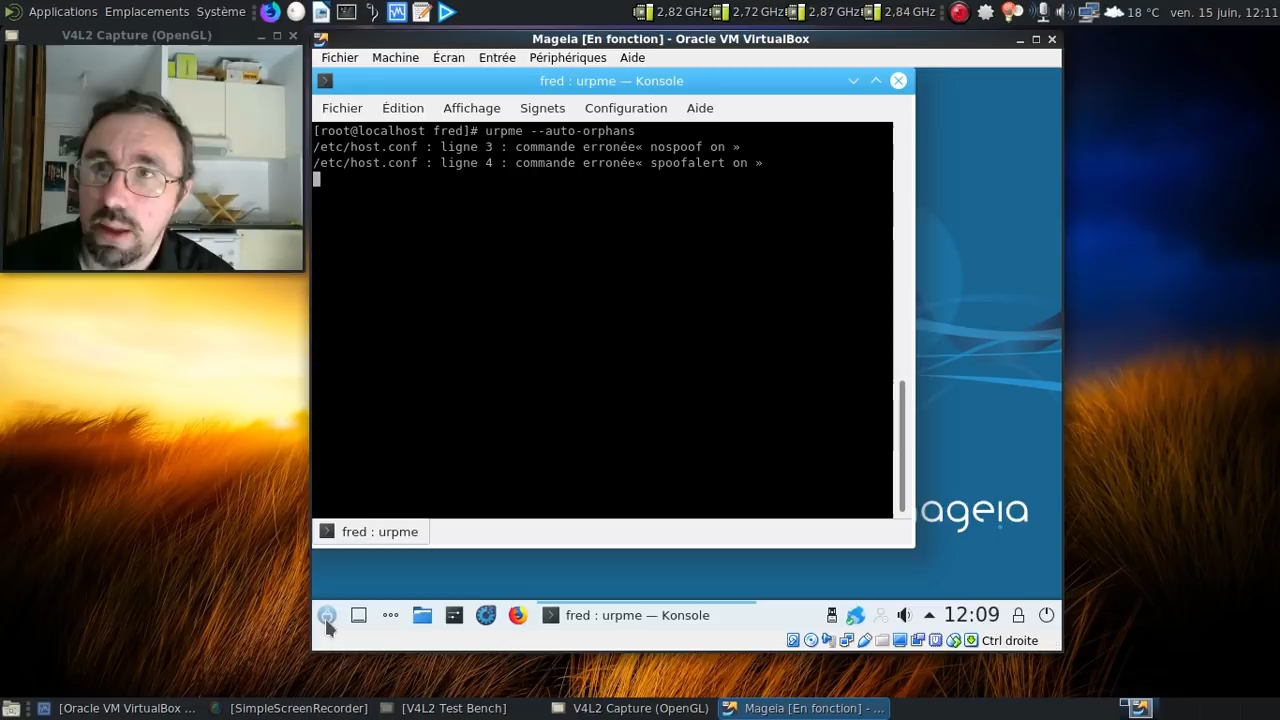 Applications Emplacements Système
2,82 GHz 2,72 GHz 2,87 GHz 2,84 GHz 18 °C ven. 15 juin, 12:11
V4L2 Capture (OpenGL)
Mageia [En fonction] - Oracle VM VirtualBox
Fichier Machine Écran Entrée Périphériques Aide
fred : urpme — Konsole
Fichier Édition Affichage Signets Configuration Aide
[root@localhost fred]# urpme --auto-orphans
/etc/host.conf : ligne 3 : commande erronée« nospoof on »
/etc/host.conf : ligne 4 : commande erronée« spoofalert on »
mageia
fred : urpme
fred : urpme — Konsole
12:09
Ctrl droite
[Oracle VM VirtualBox ... [SimpleScreenRecorder] [V4L2 Test Bench] V4L2 Capture (OpenGL) Mageia [En fonction] - ...